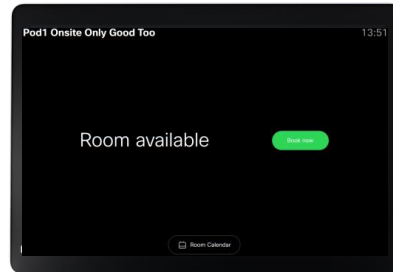 Pod1 Onsite Only Good Too
13:51
Room available
Book now
Room Calendar